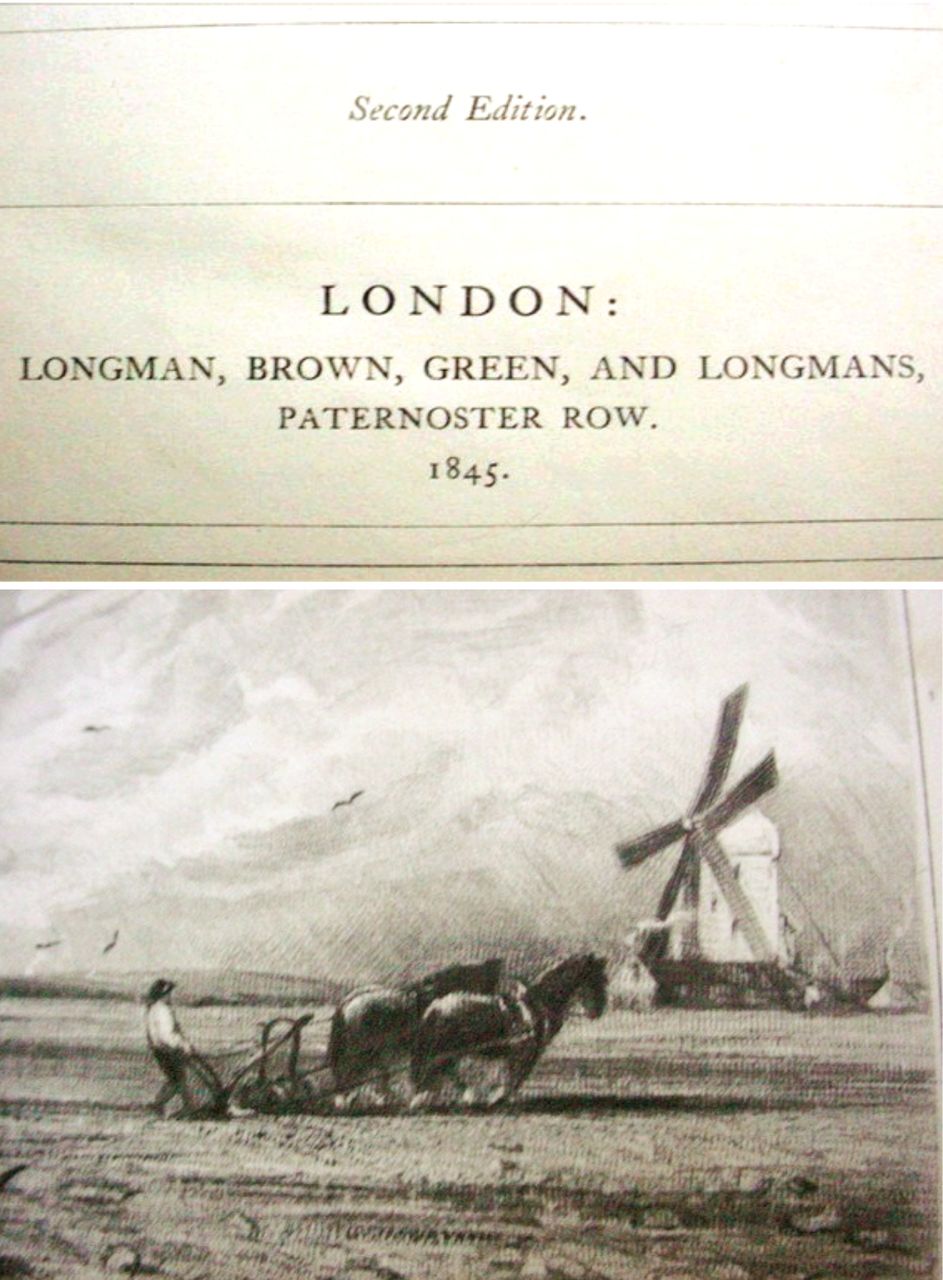 Second Edition.
LONDON:
LONGMAN, BROWN, GREEN, AND LONGMANS,
PATERNOSTER ROW.
1845.